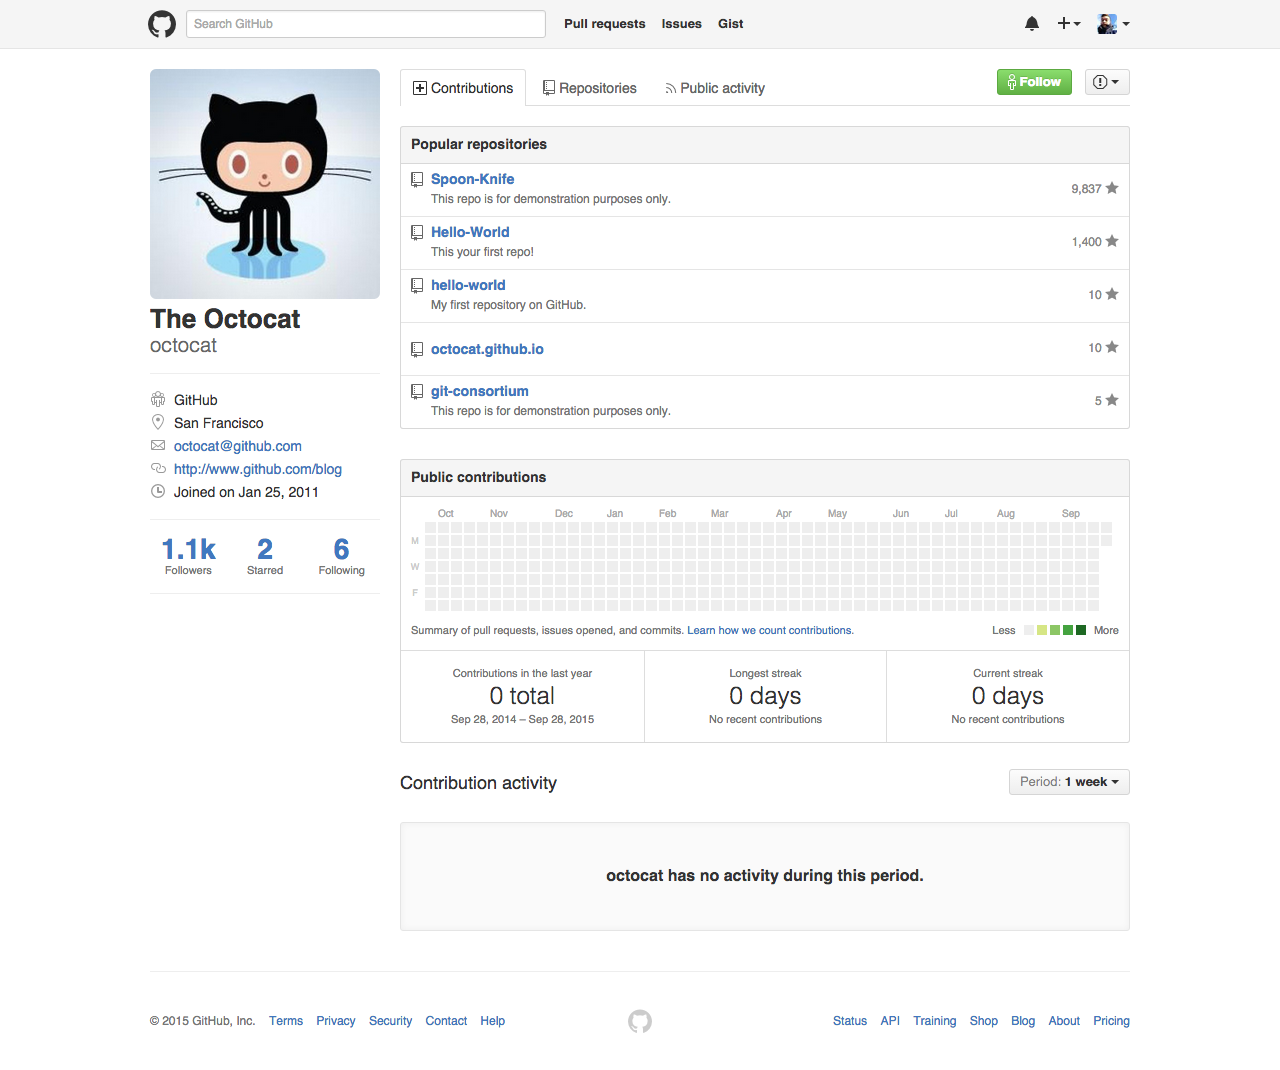 Search GitHub
Pull requests Issues Gist
Contributions Repositories Public activity
Follow
Popular repositories
Spoon-Knife
This repo is for demonstration purposes only.
9,837
Hello-World
This your first repo!
1,400
hello-world
My first repository on GitHub.
10
octocat.github.io
10
git-consortium
This repo is for demonstration purposes only.
5
The Octocat
octocat
GitHub
San Francisco
octocat@github.com
http://www.github.com/blog
Joined on Jan 25, 2011
1.1k 2 6
Followers Starred Following
Public contributions
Oct Nov Dec Jan Feb Mar Apr May Jun Jul Aug Sep
M
W
F
Summary of pull requests, issues opened, and commits. Learn how we count contributions.
Less More
Contributions in the last year
0 total
Sep 28, 2014 – Sep 28, 2015
Longest streak
0 days
No recent contributions
Current streak
0 days
No recent contributions
Contribution activity
Period: 1 week
octocat has no activity during this period.
© 2015 GitHub, Inc. Terms Privacy Security Contact Help
Status API Training Shop Blog About Pricing